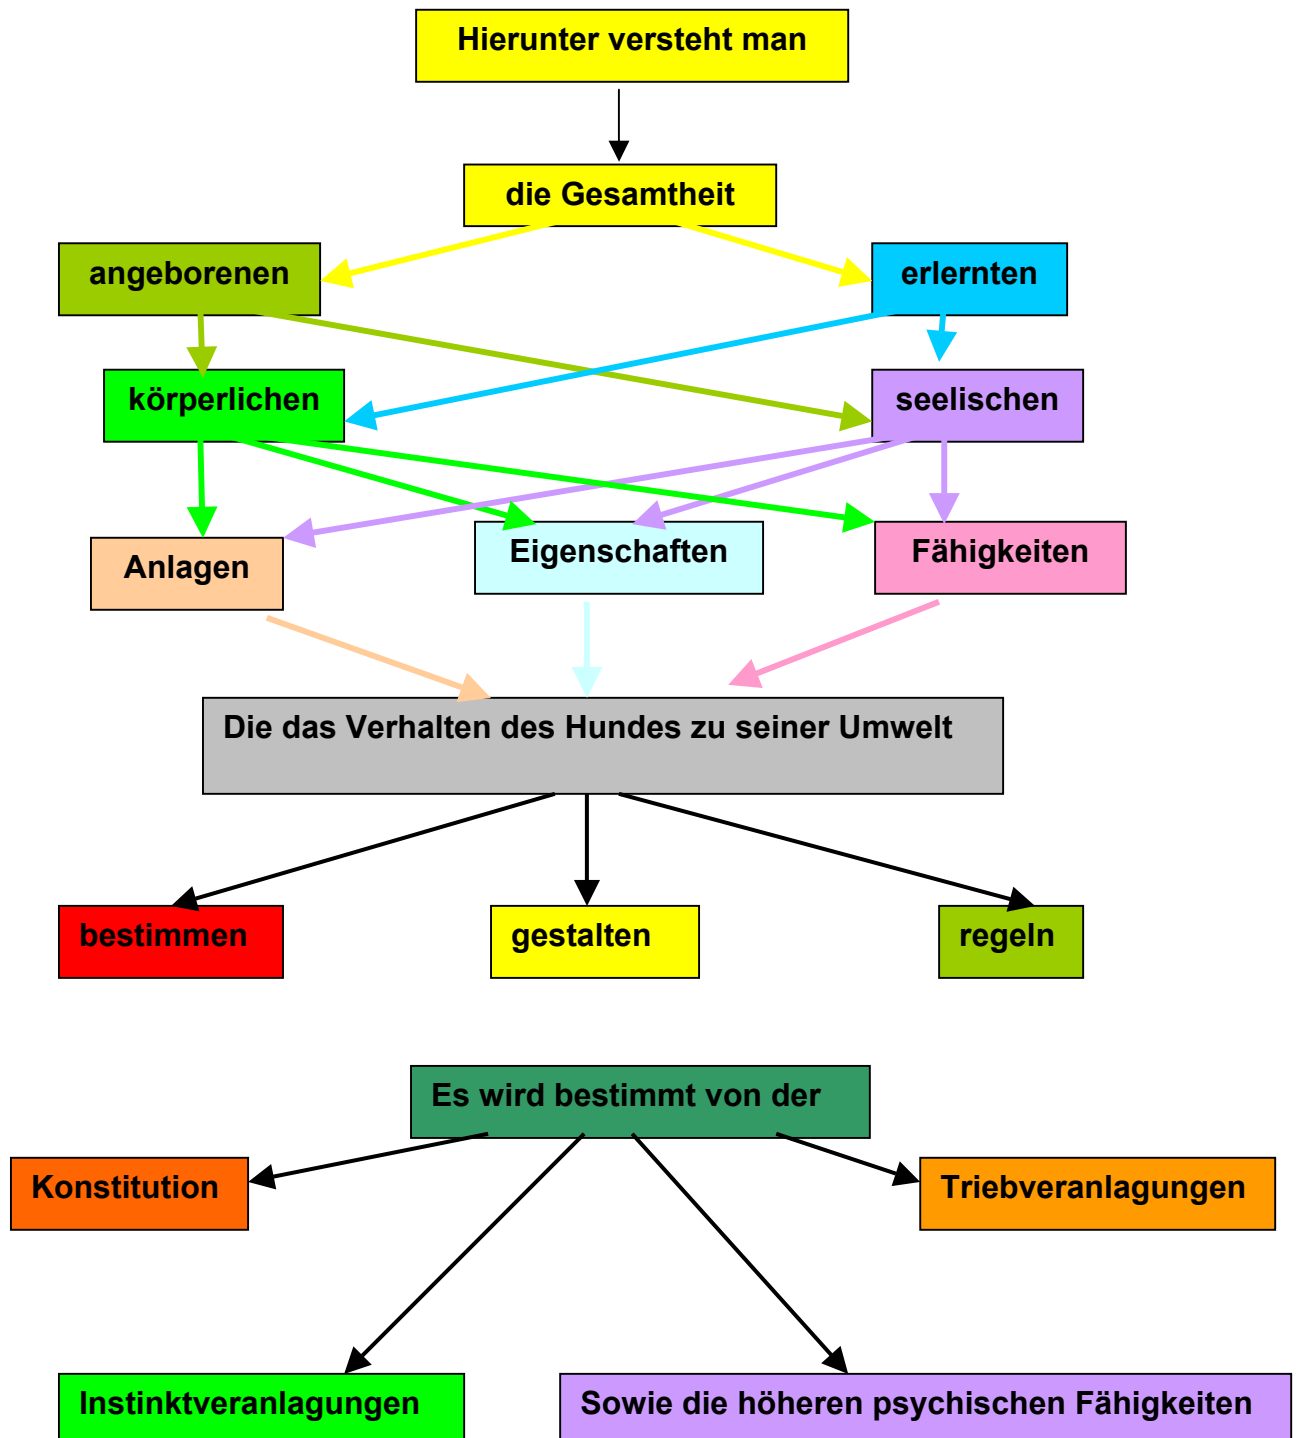 Hierunter versteht man
die Gesamtheit
angeborenen
erlernten
körperlichen
seelischen
Anlagen
Eigenschaften
Fähigkeiten
Die das Verhalten des Hundes zu seiner Umwelt
bestimmen
gestalten
regeln
Es wird bestimmt von der
Konstitution
Triebveranlagungen
Instinktveranlagungen
Sowie die höheren psychischen Fähigkeiten